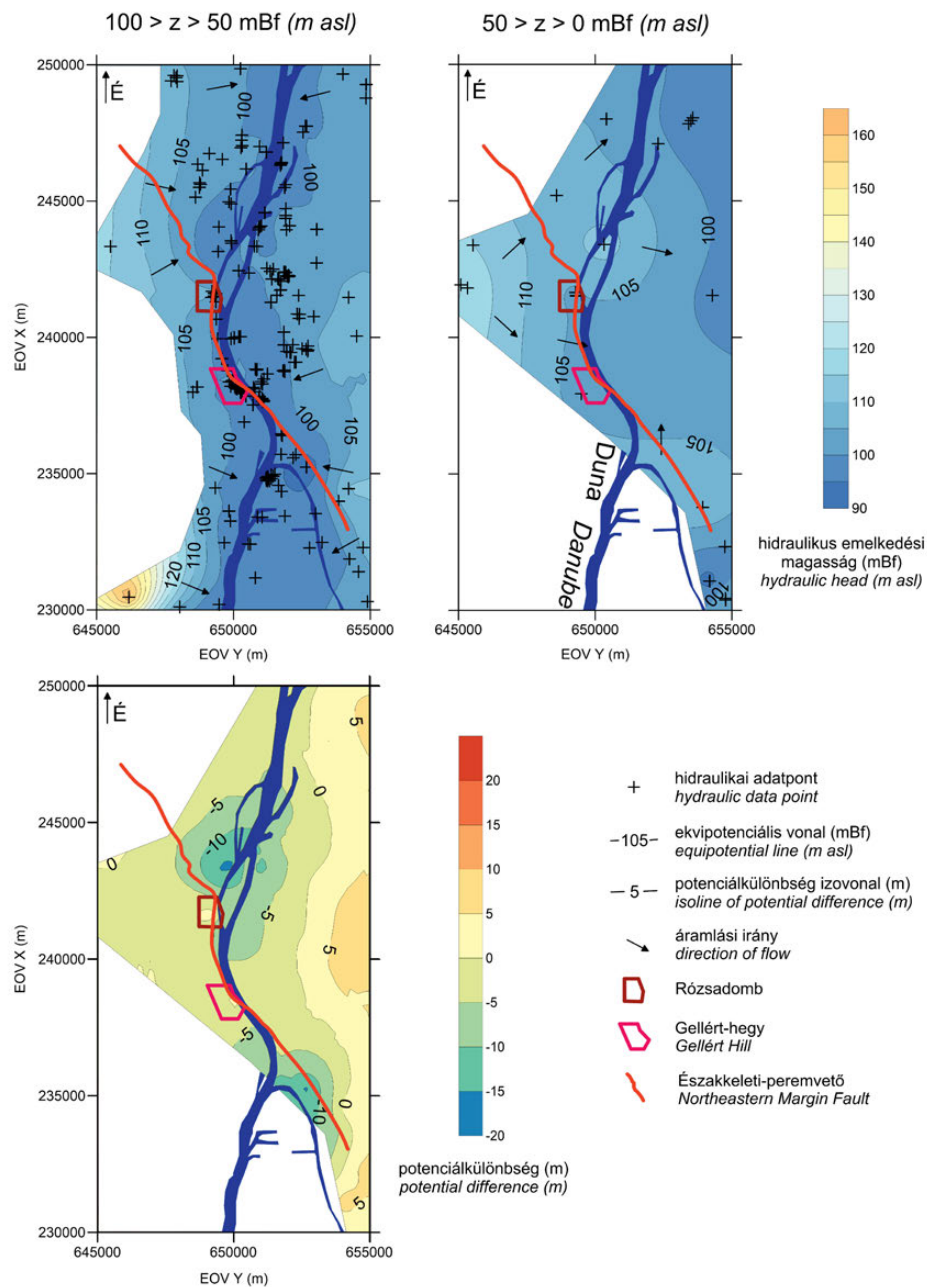 100 > z > 50 mBf (m asl)
50 > z > 0 mBf (m asl)
250000
245000
240000
235000
230000
EOV X (m)
645000
650000
655000
EOV Y (m)
É
100
105
100
110
105
100
100
105
105
110
120
250000
245000
240000
235000
230000
645000
650000
655000
EOV Y (m)
É
100
110
105
105
105
100
Duna
Danube
160
150
140
130
120
110
100
90
hidraulikus emelkedési
magasság (mBf)
hydraulic head (m asl)
250000
245000
240000
235000
230000
EOV X (m)
645000
650000
655000
EOV Y (m)
É
5
0
-5
-10
0
-5
5
-5
-10
0
5
20
15
10
5
0
-5
-10
-15
-20
potenciálkülönbség (m)
potential difference (m)
hidraulikai adatpont
hydraulic data point
105
ekvipotenciális vonal (mBf)
equipotential line (m asl)
5
potenciálkülönbség izovonal (m)
isoline of potential difference (m)
áramlási irány
direction of flow
Rózsadomb
Gellért-hegy
Gellért Hill
Északkeleti-peremvető
Northeastern Margin Fault